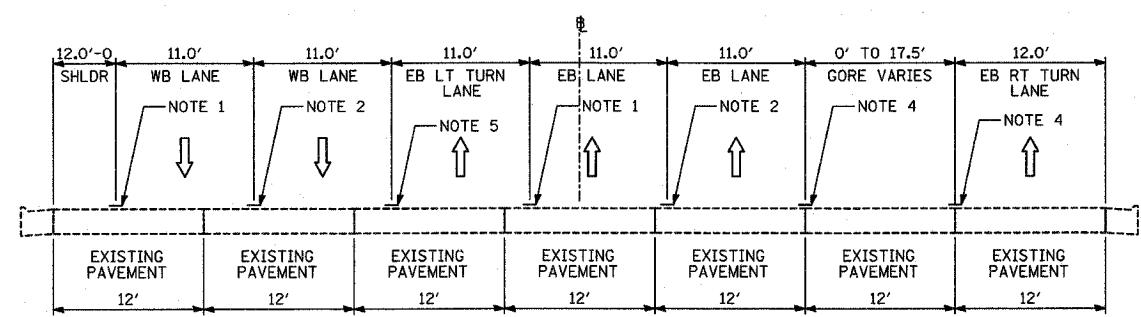 ℄
12.0'-0 11.0' 11.0' 11.0' 11.0' 11.0' 0' TO 17.5' 12.0'
SHLDR WB LANE WB LANE EB LT TURN LANE EB LANE EB LANE GORE VARIES EB RT TURN LANE
NOTE 1 NOTE 2 NOTE 5 NOTE 1 NOTE 2 NOTE 4 NOTE 4
EXISTING EXISTING EXISTING EXISTING EXISTING EXISTING EXISTING
PAVEMENT PAVEMENT PAVEMENT PAVEMENT PAVEMENT PAVEMENT PAVEMENT
12' 12' 12' 12' 12' 12' 12'